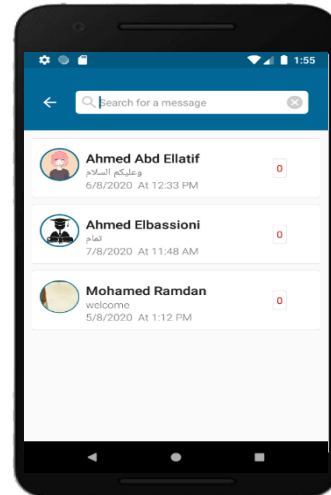 1:55
Search for a message
Ahmed Abd Ellatif
وعليكم السلام
6/8/2020 At 12:33 PM
0
Ahmed Elbassioni
تمام
7/8/2020 At 11:48 AM
0
Mohamed Ramdan
welcome
5/8/2020 At 1:12 PM
0